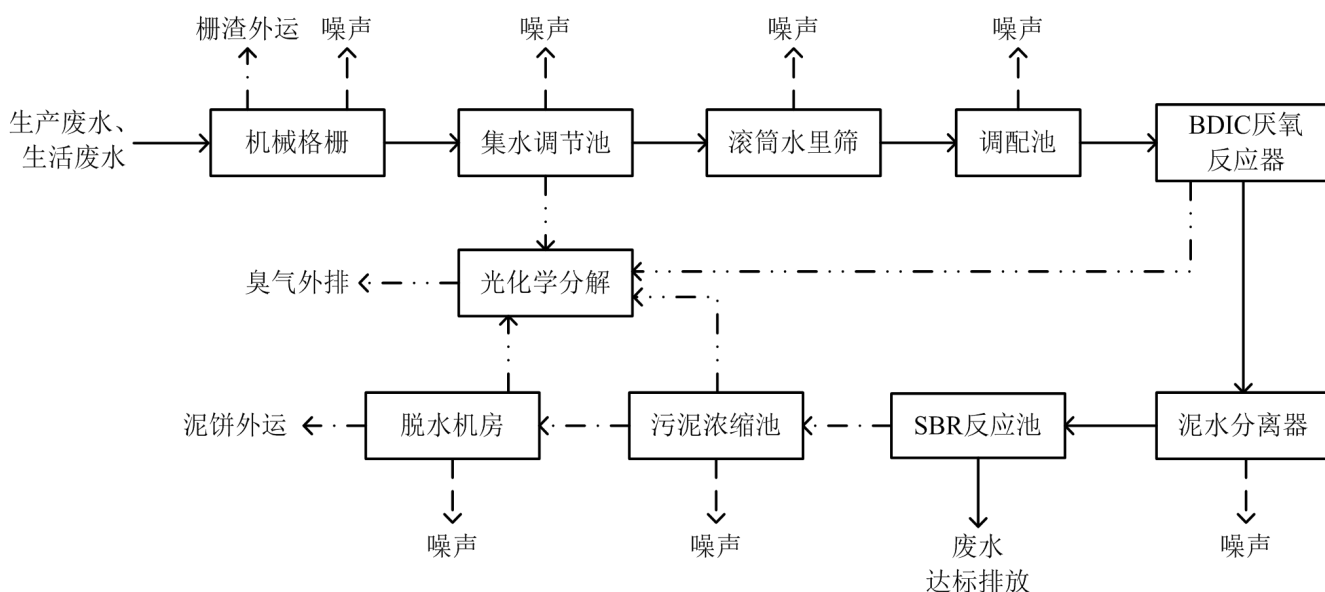 栅渣外运
噪声
噪声
噪声
噪声
生产废水、
生活废水
机械格栅
集水调节池
滚筒水里筛
调配池
BDIC厌氧
反应器
臭气外排
光化学分解
泥饼外运
脱水机房
污泥浓缩池
SBR反应池
泥水分离器
噪声
噪声
废水
达标排放
噪声